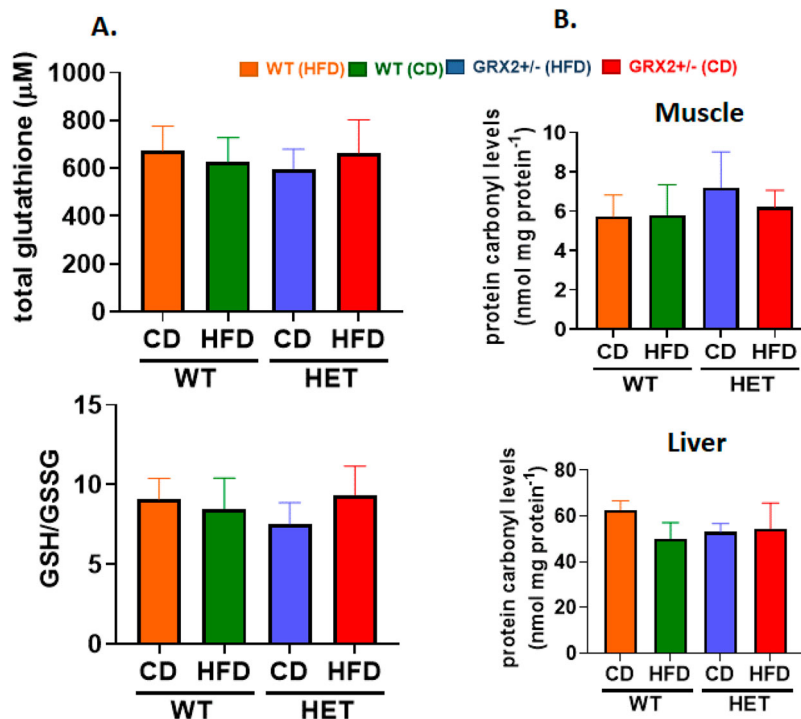 A.
B.
WT (HFD) WT (CD) GRX2+/- (HFD) GRX2+/- (CD)
total glutathione (µM)
1000
800
600
400
200
0
CD HFD CD HFD
WT HET
Muscle
protein carbonyl levels
(nmol mg protein⁻¹)
10
8
6
4
2
0
CD HFD CD HFD
WT HET
GSH/GSSG
15
10
5
0
CD HFD CD HFD
WT HET
Liver
protein carbonyl levels
(nmol mg protein⁻¹)
80
60
40
20
0
CD HFD CD HFD
WT HET